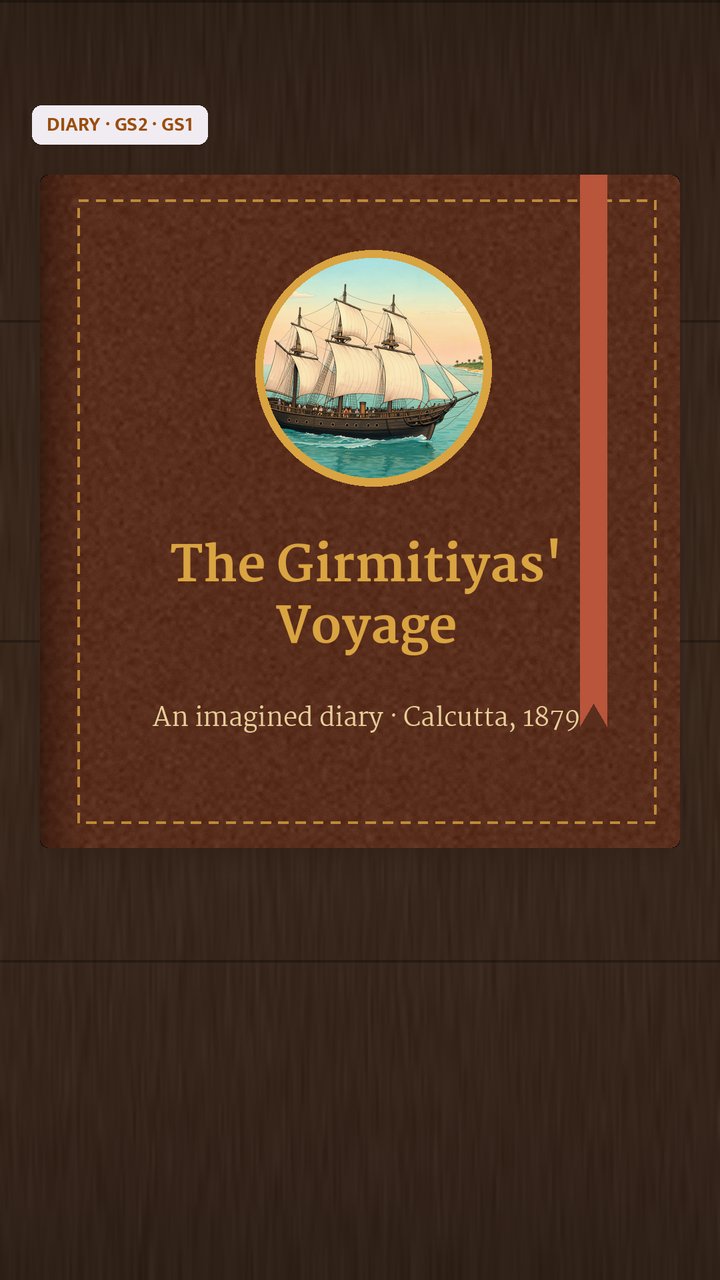 DIARY · GS2 · GS1
The Girmitiyas'
Voyage
An imagined diary · Calcutta, 1879